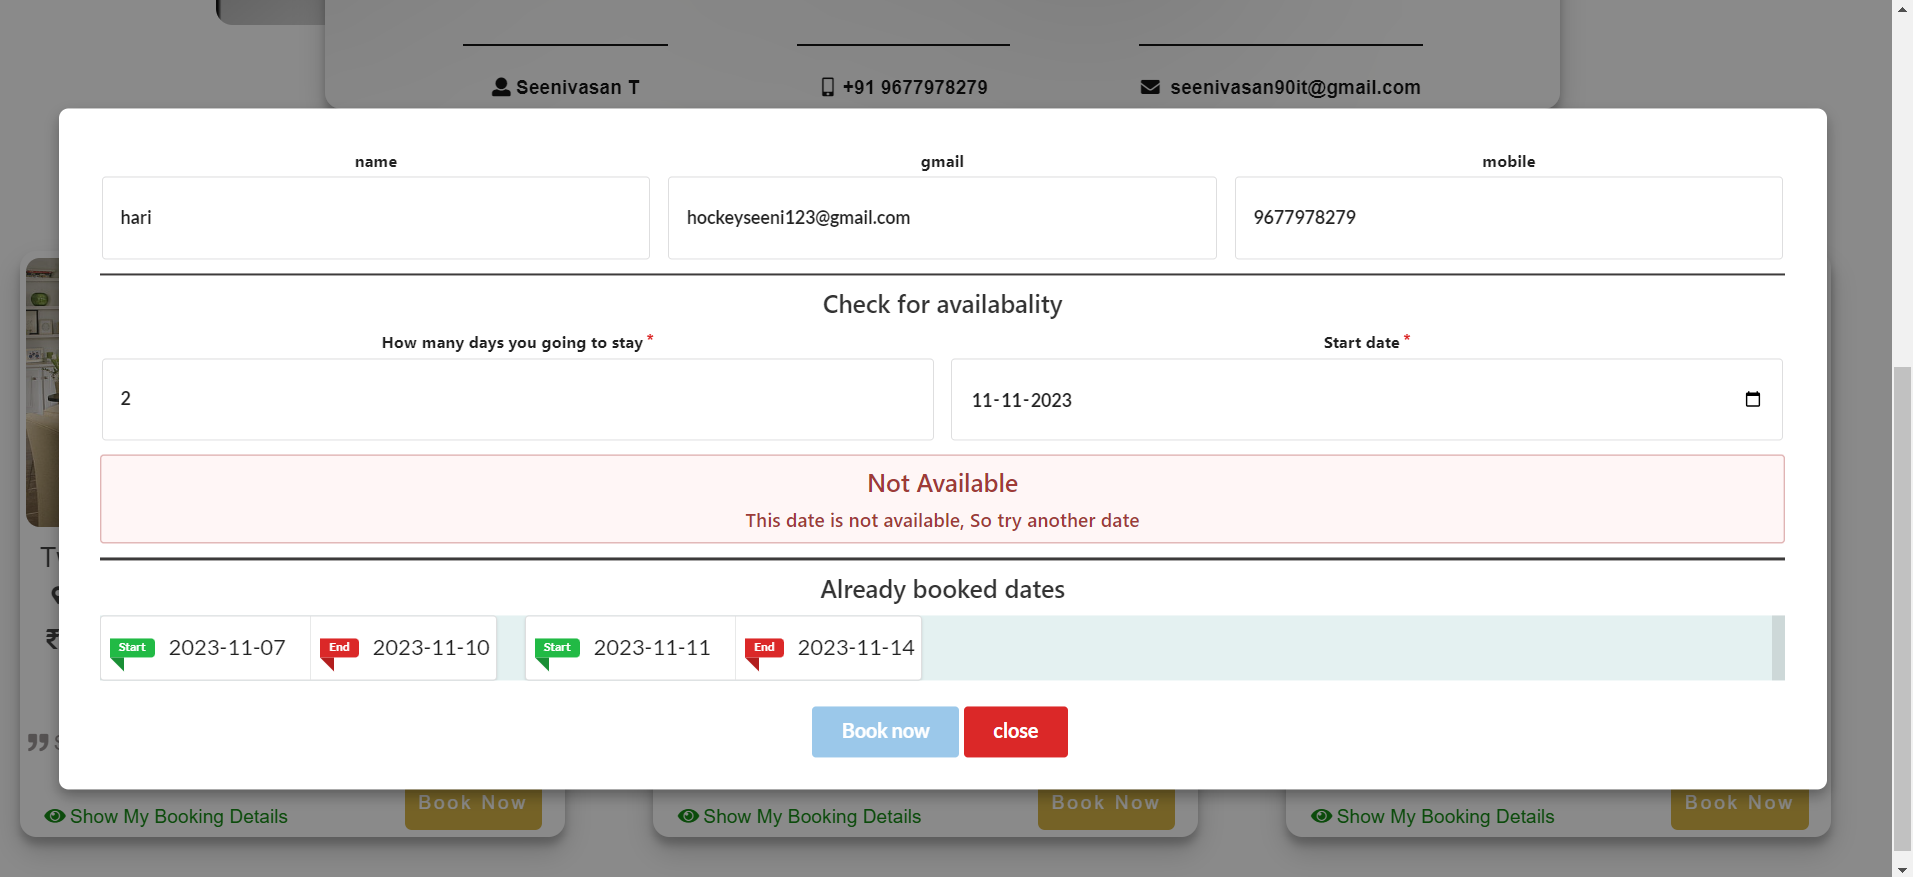 Seenivasan T +91 9677978279 seenivasan90it@gmail.com
name gmail mobile
hari hockeyseeni123@gmail.com 9677978279
Check for availabality
How many days you going to stay * Start date *
2 11-11-2023
Not Available
This date is not available, So try another date
Already booked dates
Start 2023-11-07 End 2023-11-10 Start 2023-11-11 End 2023-11-14
Book now close
Show My Booking Details Book Now Show My Booking Details Book Now Show My Booking Details Book Now